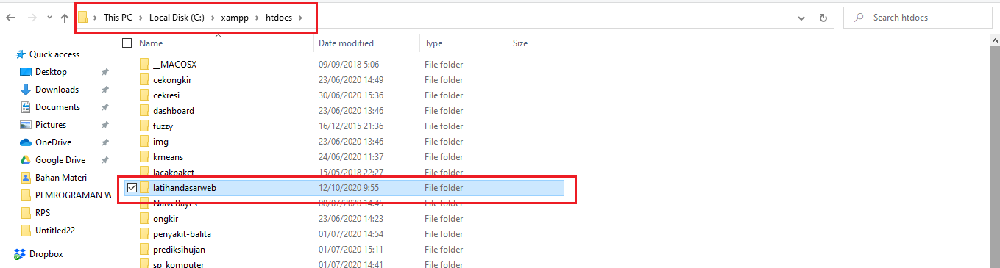 This PC > Local Disk (C:) > xampp > htdocs >
Search htdocs
Name Date modified Type Size
Quick access
Desktop
Downloads
Documents
Pictures
OneDrive
Google Drive
Bahan Materi
PEMROGRAMAN W
RPS
Untitled22
Dropbox
__MACOSX 09/09/2018 5:06 File folder
cekongkir 23/06/2020 14:49 File folder
cekresi 30/06/2020 15:36 File folder
dashboard 23/06/2020 13:46 File folder
fuzzy 16/12/2015 21:36 File folder
img 23/06/2020 13:46 File folder
kmeans 24/06/2020 11:37 File folder
lacakpaket 15/05/2018 22:27 File folder
latihandasarweb 12/10/2020 9:55 File folder
NaiveBayes 08/07/2020 14:45 File folder
ongkir 23/06/2020 14:23 File folder
penyakit-balita 01/07/2020 14:54 File folder
prediksihujan 01/07/2020 15:11 File folder
sp_komputer 01/07/2020 14:41 File folder